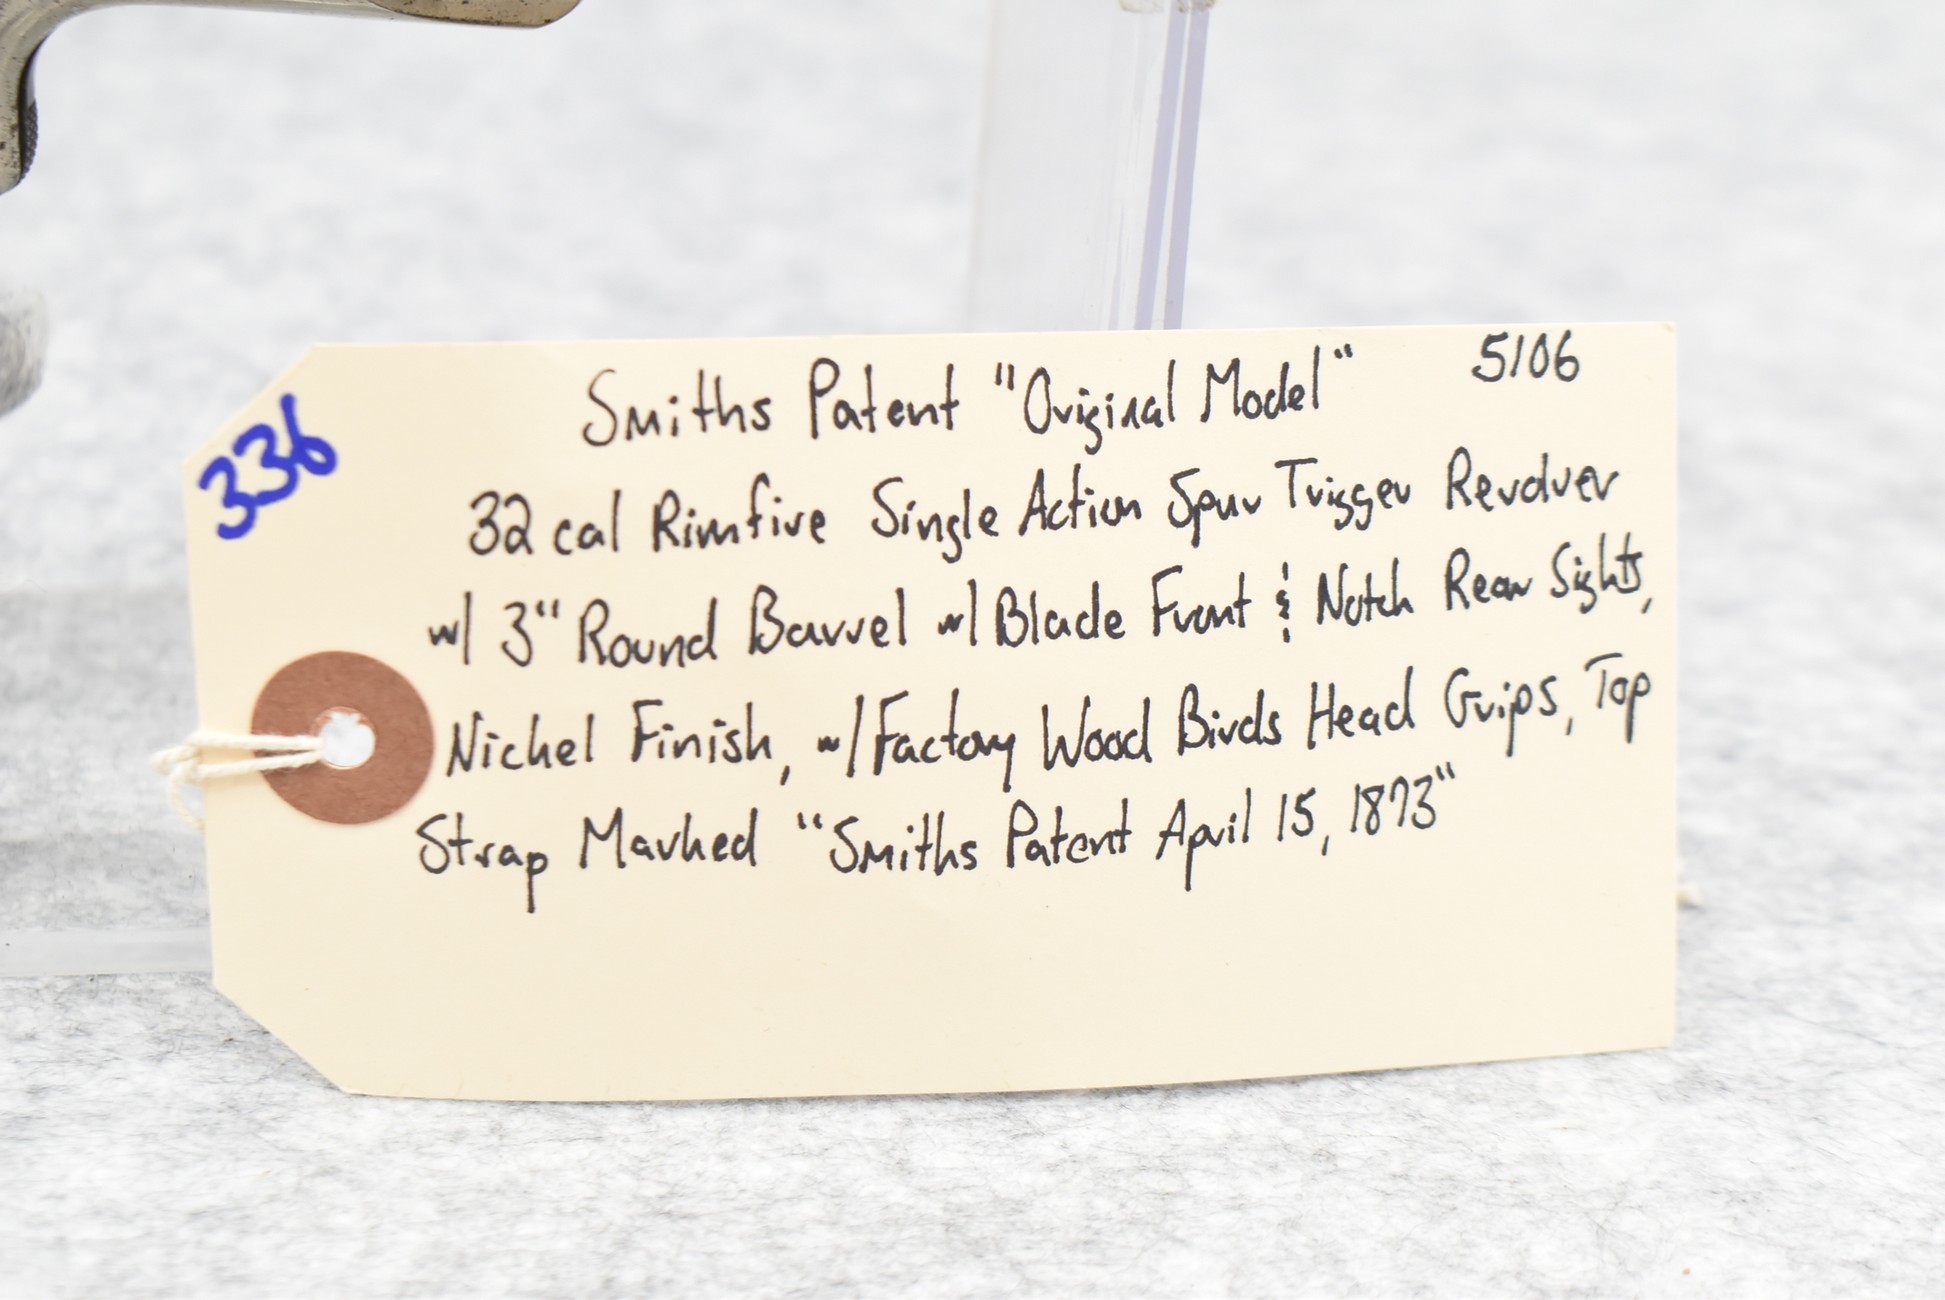 336
5106
Smiths Patent "Original Model"
32 cal Rimfire Single Action Spur Trigger Revolver
w/ 3" Round Barrel w/ Blade Front & Notch Rear Sights,
Nickel Finish, w/ Factory Wood Birds Head Grips, Top
Strap Marked "Smiths Patent April 15, 1873"